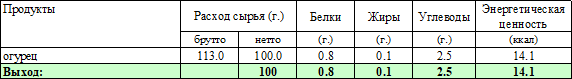 Продукты Расход сырья (г.) Белки Жиры Углеводы Энергетическая ценность
брутто нетто (г.) (г.) (г.) (ккал)
огурец 113.0 100.0 0.8 0.1 2.5 14.1
Выход: 100 0.8 0.1 2.5 14.1